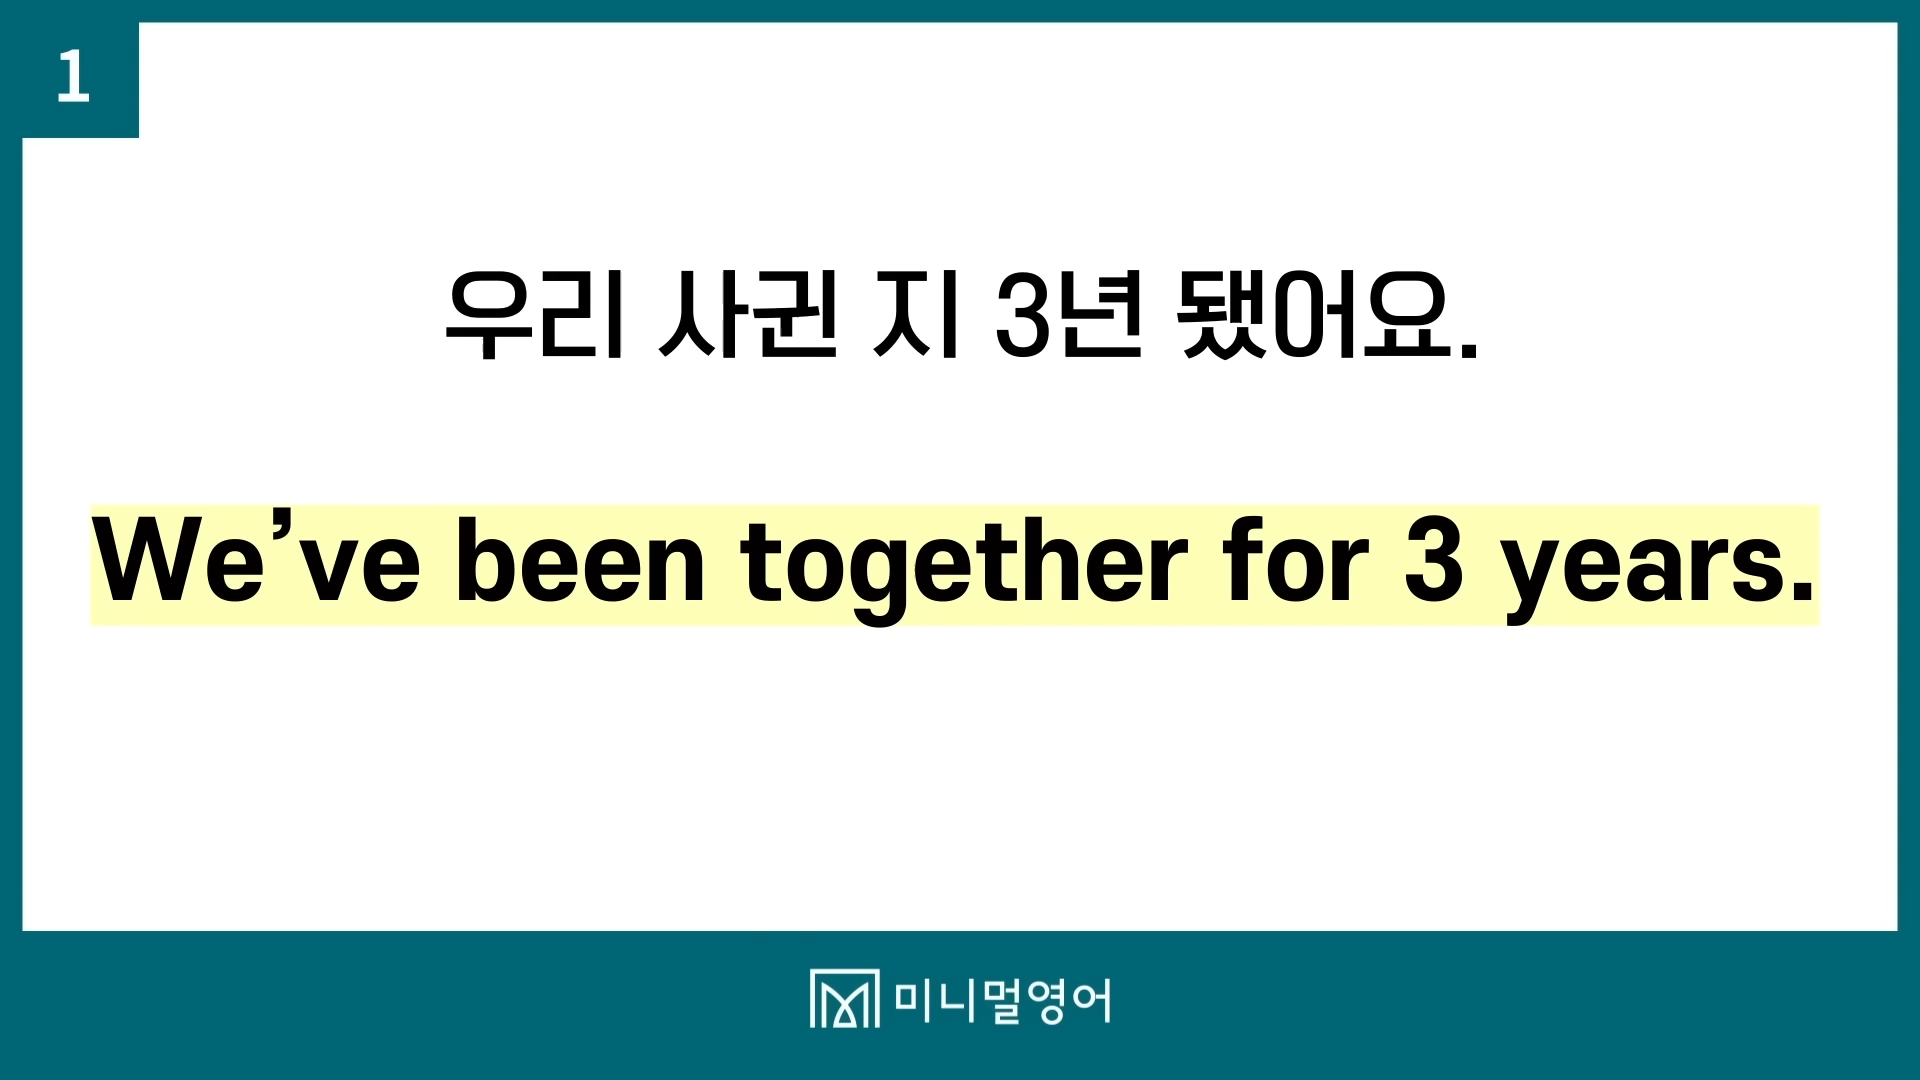 1
우리 사귄 지 3년 됐어요.
We’ve been together for 3 years.
미니멀영어